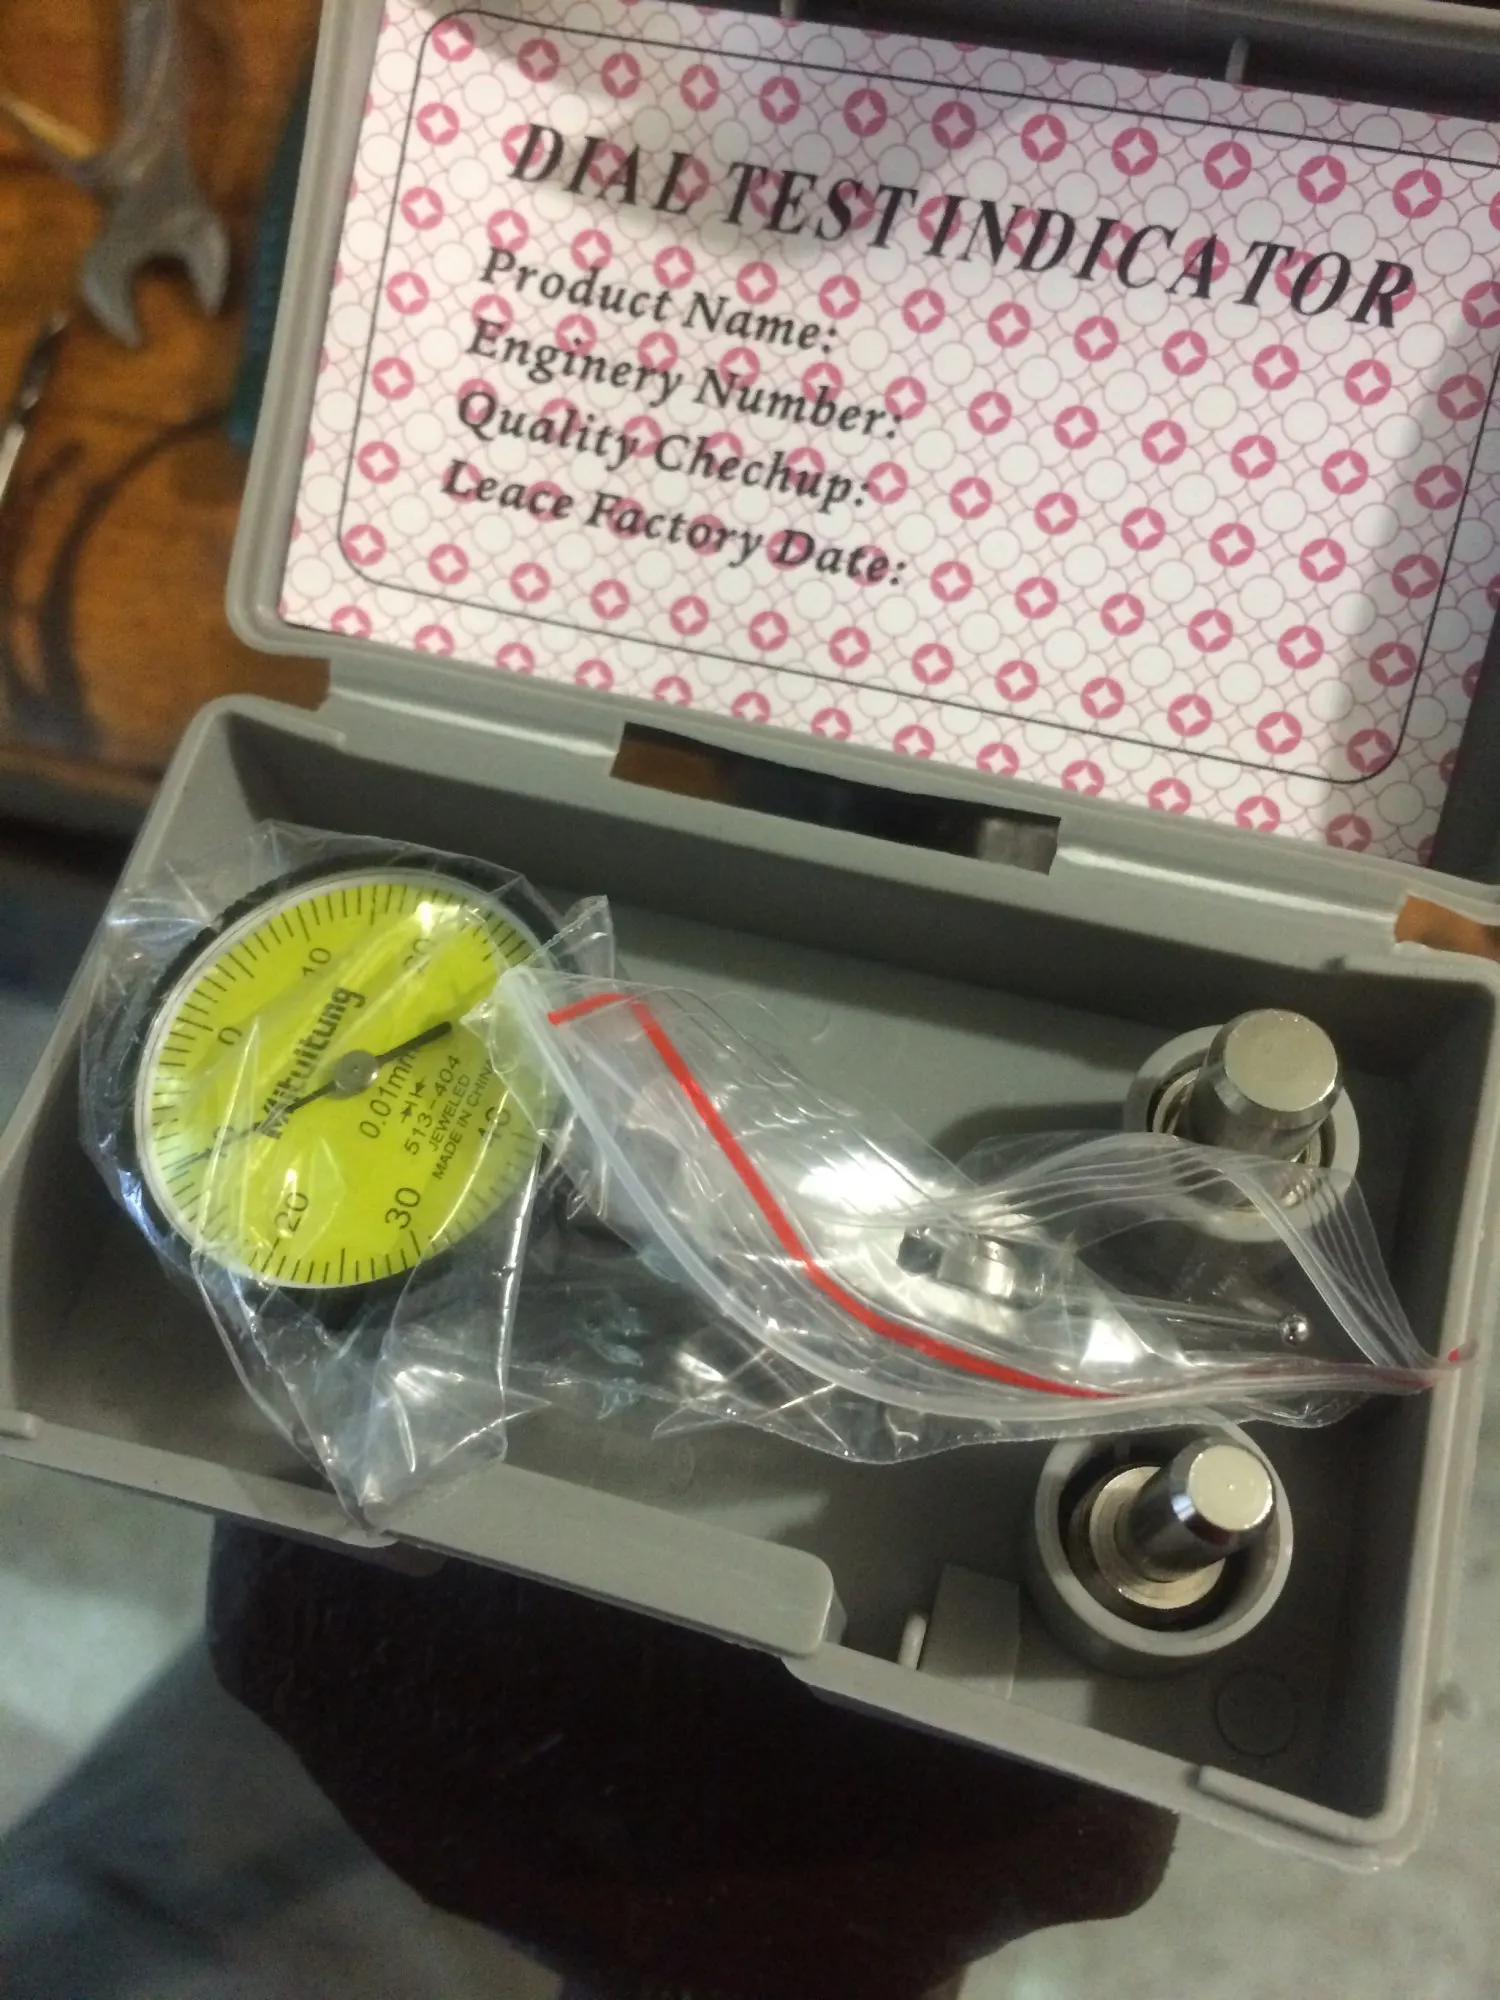 DIAL TEST INDICATOR
Product Name:
Enginery Number:
Quality Chechup:
Leace Factory Date:
10
20
0
Mituitung
0.01mm
513-404
JEWELED
MADE IN CHINA
10
40
20
30